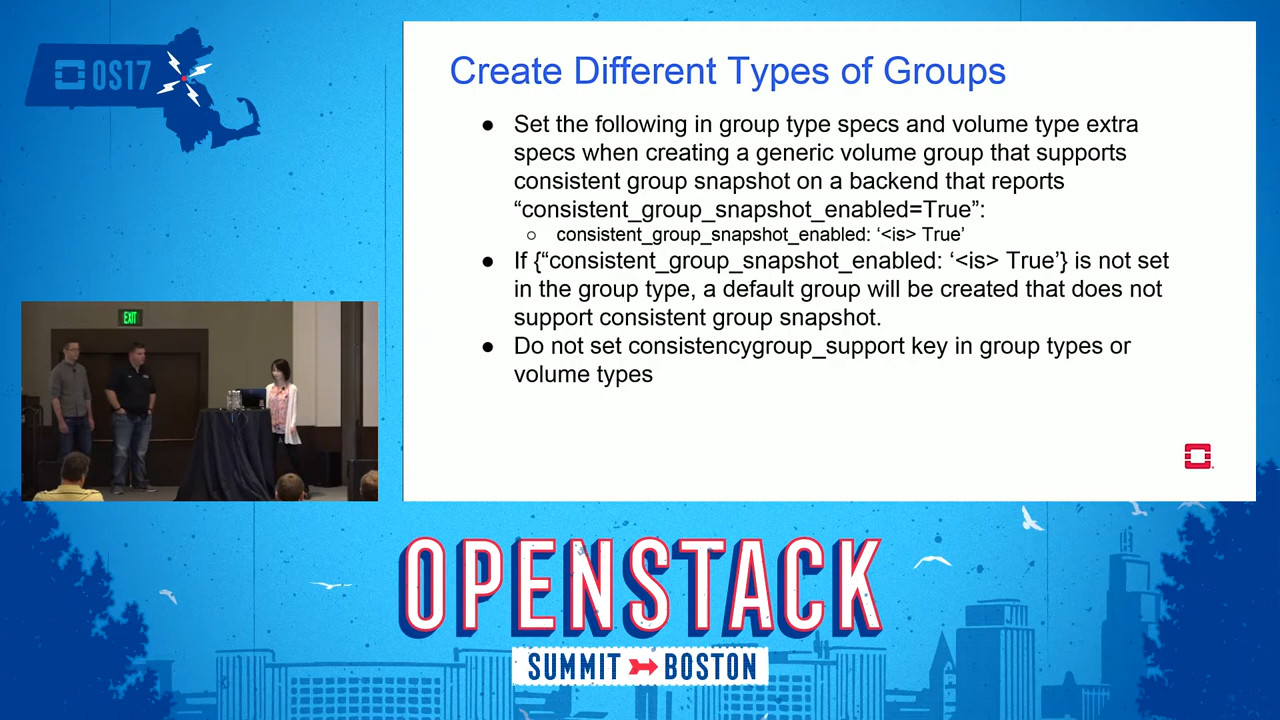 OS17
Create Different Types of Groups
● Set the following in group type specs and volume type extra
specs when creating a generic volume group that supports
consistent group snapshot on a backend that reports
“consistent_group_snapshot_enabled=True”:
○ consistent_group_snapshot_enabled: ‘<is> True’
● If {“consistent_group_snapshot_enabled: ‘<is> True’} is not set
in the group type, a default group will be created that does not
support consistent group snapshot.
● Do not set consistencygroup_support key in group types or
volume types
EXIT
OPENSTACK
SUMMIT BOSTON